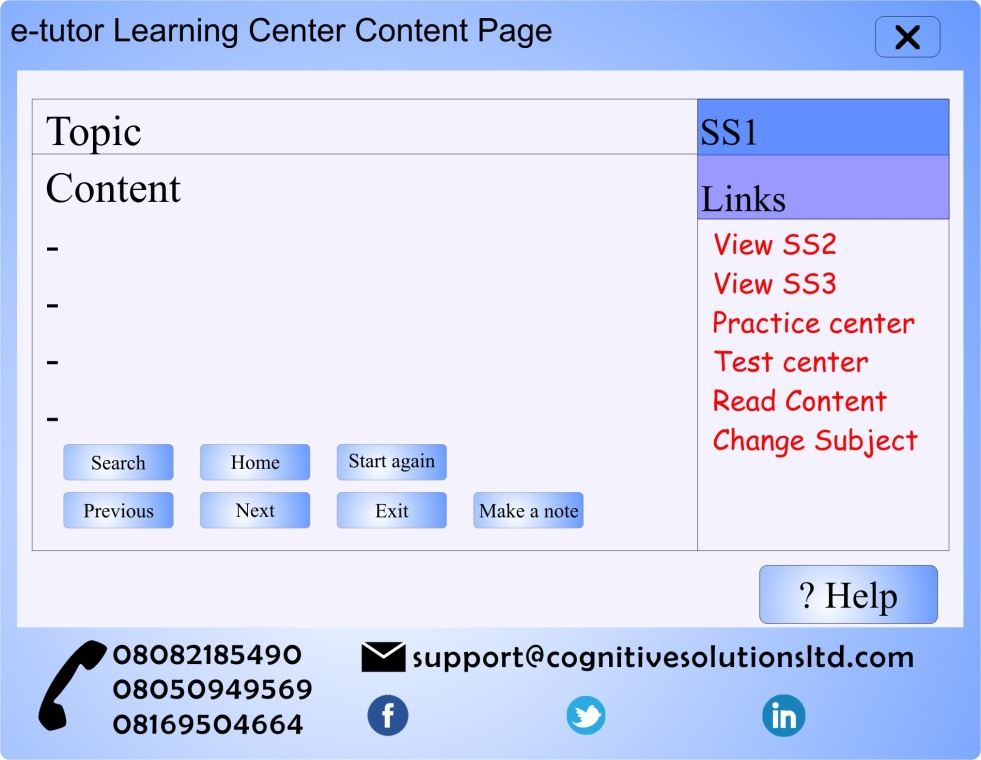 e-tutor Learning Center Content Page
X
Topic
SS1
Content
Links
-
-
-
-
View SS2
View SS3
Practice center
Test center
Read Content
Change Subject
Search Home Start again
Previous Next Exit Make a note
? Help
08082185490
08050949569
08169504664
support@cognitivesolutionsltd.com
f in